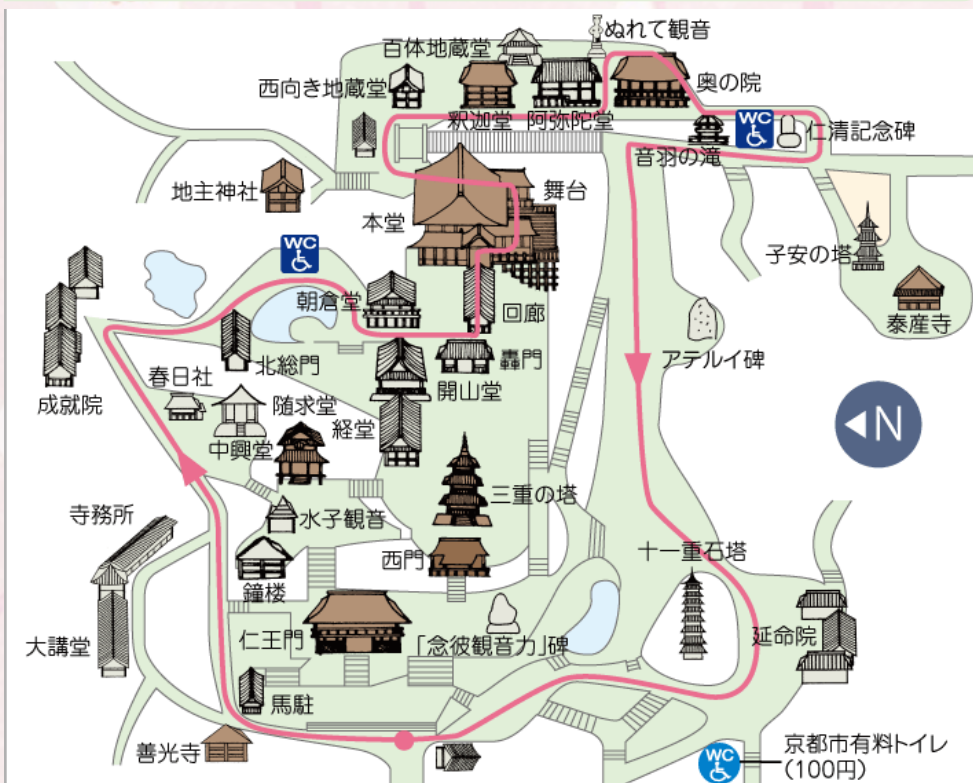 ぬれて観音
百体地蔵堂
西向き地蔵堂
奥の院
釈迦堂
阿弥陀堂
WC
仁清記念碑
音羽の滝
地主神社
舞台
本堂
子安の塔
WC
朝倉堂
回廊
泰産寺
轟門
アテルイ碑
北総門
春日社
開山堂
成就院
随求堂
経堂
N
中興堂
三重の塔
寺務所
水子観音
十一重石塔
西門
鐘楼
大講堂
仁王門
「念彼観音力」碑
延命院
馬駐
善光寺
WC
京都市有料トイレ
(100円)